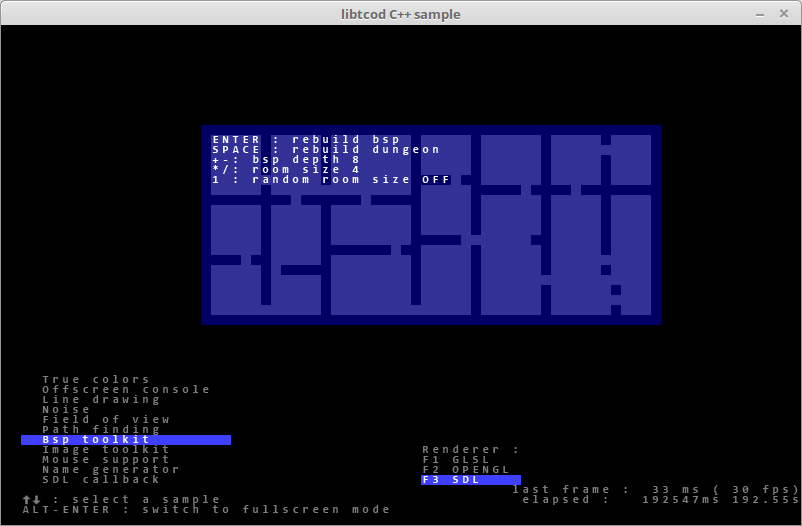 libtcod C++ sample
ENTER : rebuild bsp
SPACE : rebuild dungeon
+-: bsp depth 8
*/: room size 4
1 : random room size OFF
True colors
Offscreen console
Line drawing
Noise
Field of view
Path finding
Bsp toolkit
Image toolkit
Mouse support
Name generator
SDL callback
↑↓ : select a sample
ALT-ENTER : switch to fullscreen mode
Renderer :
F1 GLSL
F2 OPENGL
F3 SDL
last frame :  33 ms ( 30 fps)
elapsed :   192547ms 192.55s